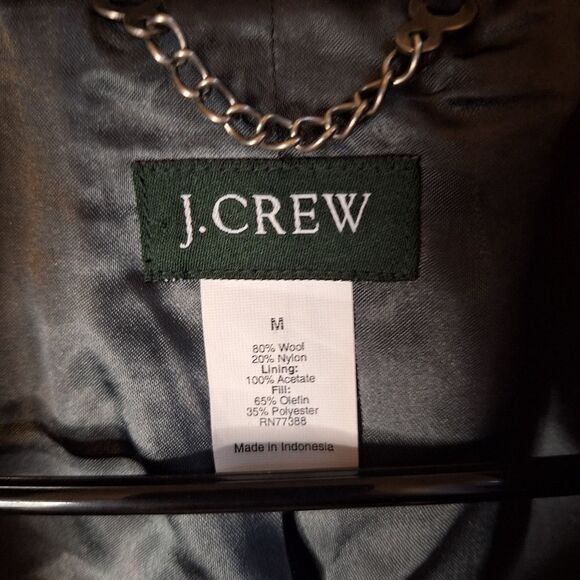 J.CREW
M
80% Wool
20% Nylon
Lining:
100% Acetate
Fill:
65% Olefin
35% Polyester
RN77388
Made in Indonesia